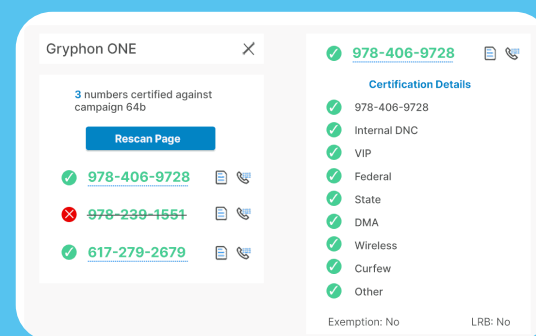 Gryphon ONE
3 numbers certified against
campaign 64b
Rescan Page
978-406-9728
978-239-1551
617-279-2679
978-406-9728
Certification Details
978-406-9728
Internal DNC
VIP
Federal
State
DMA
Wireless
Curfew
Other
Exemption: No LRB: No